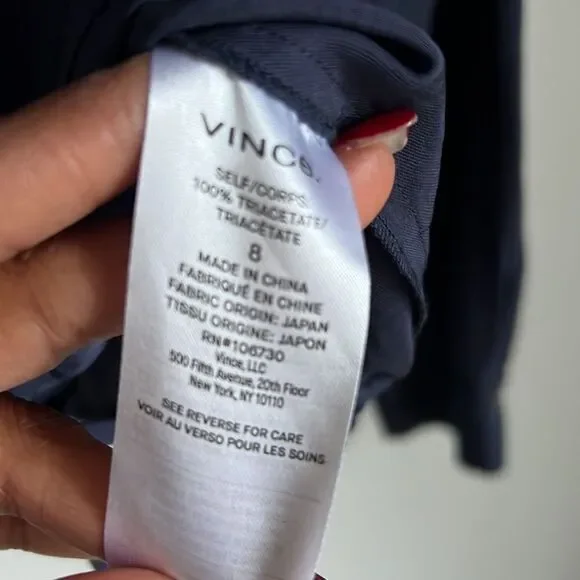 VINCE.
SELF/CORPS
100% TRIACETATE/
TRIACÉTATE
8
MADE IN CHINA
FABRIQUÉ EN CHINE
FABRIC ORIGIN: JAPAN
TISSU ORIGINE: JAPON
RN#106730
Vince, LLC
500 Fifth Avenue, 20th Floor
New York, NY 10110
SEE REVERSE FOR CARE
VOIR AU VERSO POUR LES SOINS